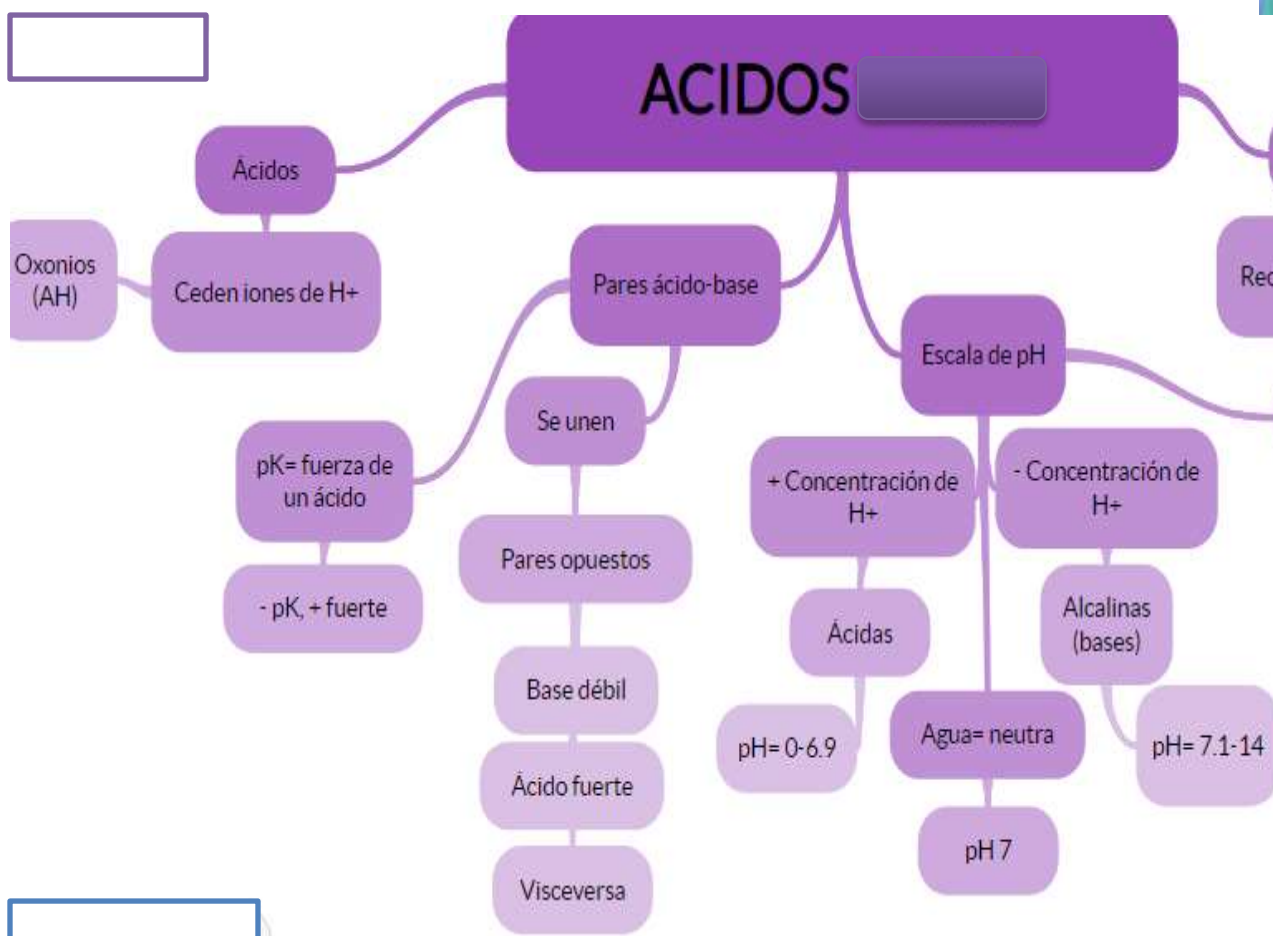 ACIDOS
Ácidos
Oxonios
(AH)
Ceden iones de H+
Pares ácido-base
Escala de pH
Se unen
pK= fuerza de
un ácido
- pK, + fuerte
Pares opuestos
Base débil
Ácido fuerte
Visceversa
+ Concentración de
H+
- Concentración de
H+
Ácidas
Alcalinas
(bases)
pH= 0-6.9
Agua= neutra
pH= 7.1-14
pH 7